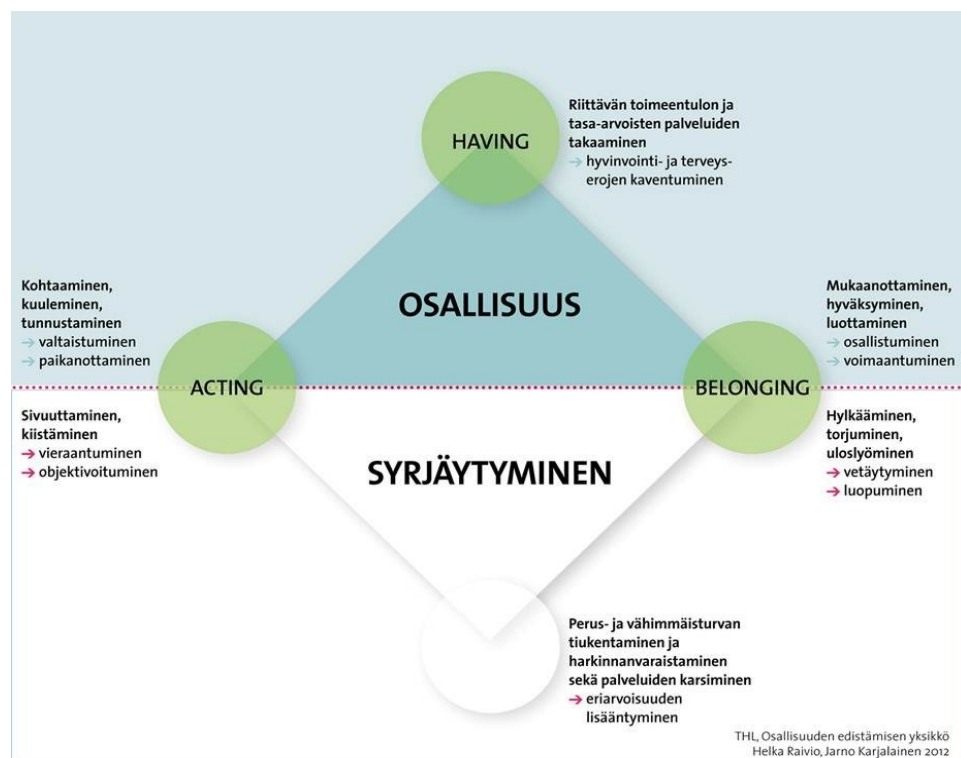 HAVING
Riittävän toimeentulon ja
tasa-arvoisten palveluiden
takaaminen
→ hyvinvointi- ja terveys-
erojen kaventuminen
Kohtaaminen,
kuuleminen,
tunnustaminen
→ valtaistuminen
→ paikanottaminen
OSALLISUUS
Mukaanottaminen,
hyväksyminen,
luottaminen
→ osallistuminen
→ voimaantuminen
ACTING
BELONGING
Sivuuttaminen,
kiistäminen
→ vieraantuminen
→ objektivoituminen
SYRJÄYTYMINEN
Hylkääminen,
torjuminen,
uloslyöminen
→ vetäytyminen
→ luopuminen
Perus- ja vähimmäisturvan
tiukentaminen ja
harkinnanvaraistaminen
sekä palveluiden karsiminen
→ eriarvoisuuden
lisääntyminen
THL, Osallisuuden edistämisen yksikkö
Helka Raivio, Jarno Karjalainen 2012